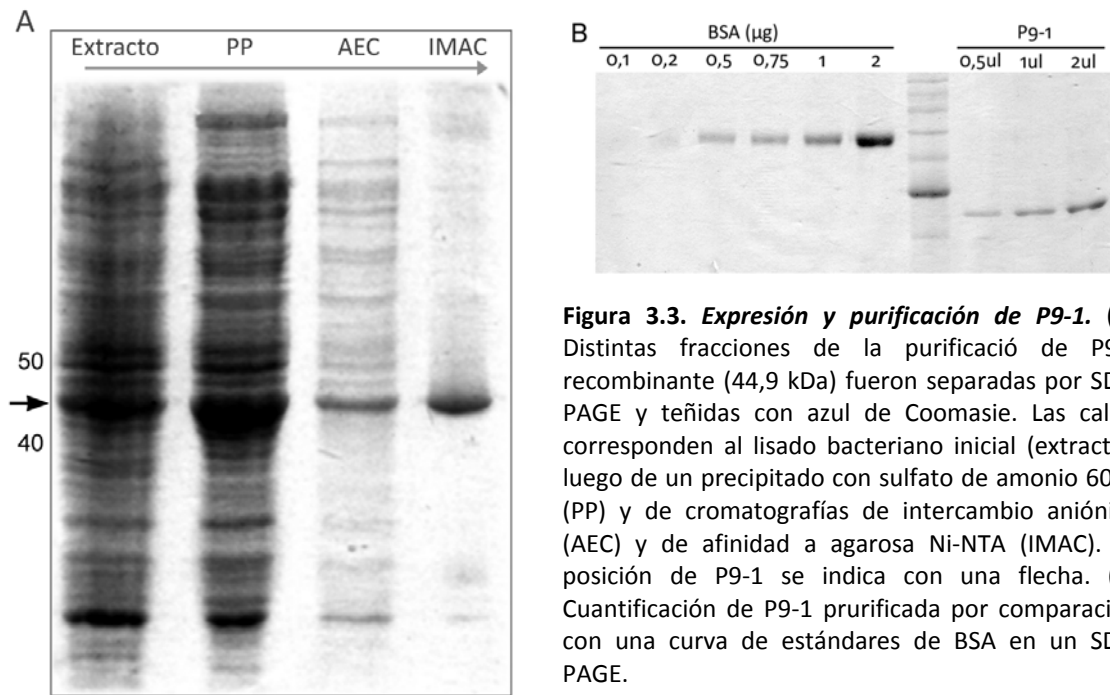 A
Extracto PP AEC IMAC
50
40
B
BSA (µg) P9-1
0,1 0,2 0,5 0,75 1 2 0,5ul 1ul 2ul
Figura 3.3. Expresión y purificación de P9-1. (
Distintas fracciones de la purificació de P9
recombinante (44,9 kDa) fueron separadas por SD
PAGE y teñidas con azul de Coomasie. Las cal
corresponden al lisado bacteriano inicial (extract
luego de un precipitado con sulfato de amonio 60
(PP) y de cromatografías de intercambio anióni
(AEC) y de afinidad a agarosa Ni-NTA (IMAC).
posición de P9-1 se indica con una flecha. (
Cuantificación de P9-1 prurificada por comparaci
con una curva de estándares de BSA en un SD
PAGE.